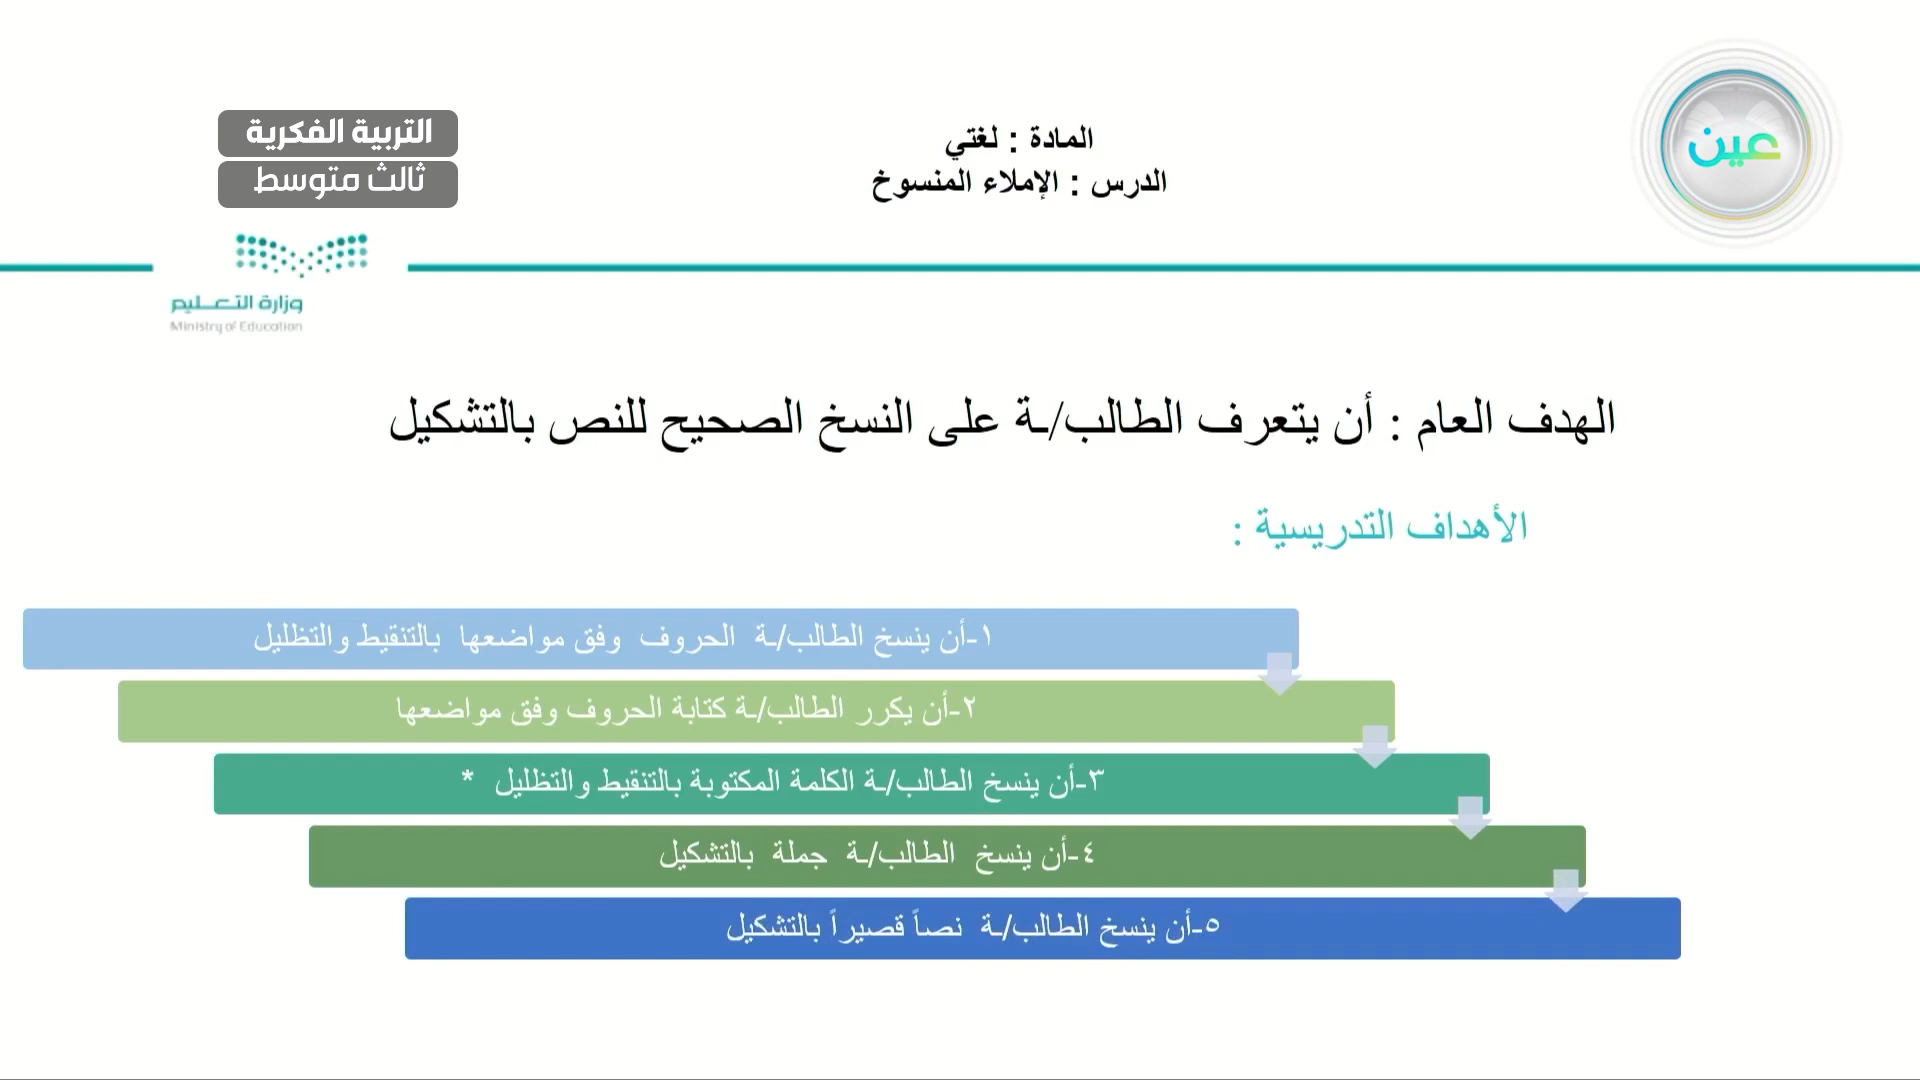 عين
المادة : لغتي
الدرس : الإملاء المنسوخ
التربية الفكرية
ثالث متوسط
وزارة التعليم
Ministry of Education
الهدف العام : أن يتعرف الطالب/ـة على النسخ الصحيح للنص بالتشكيل
الأهداف التدريسية :
١-أن ينسخ الطالب/ـة الحروف وفق مواضعها بالتنقيط والتظليل
٢-أن يكرر الطالب/ـة كتابة الحروف وفق مواضعها
٣-أن ينسخ الطالب/ـة الكلمة المكتوبة بالتنقيط والتظليل *
٤-أن ينسخ الطالب/ـة جملة بالتشكيل
٥-أن ينسخ الطالب/ـة نصاً قصيراً بالتشكيل